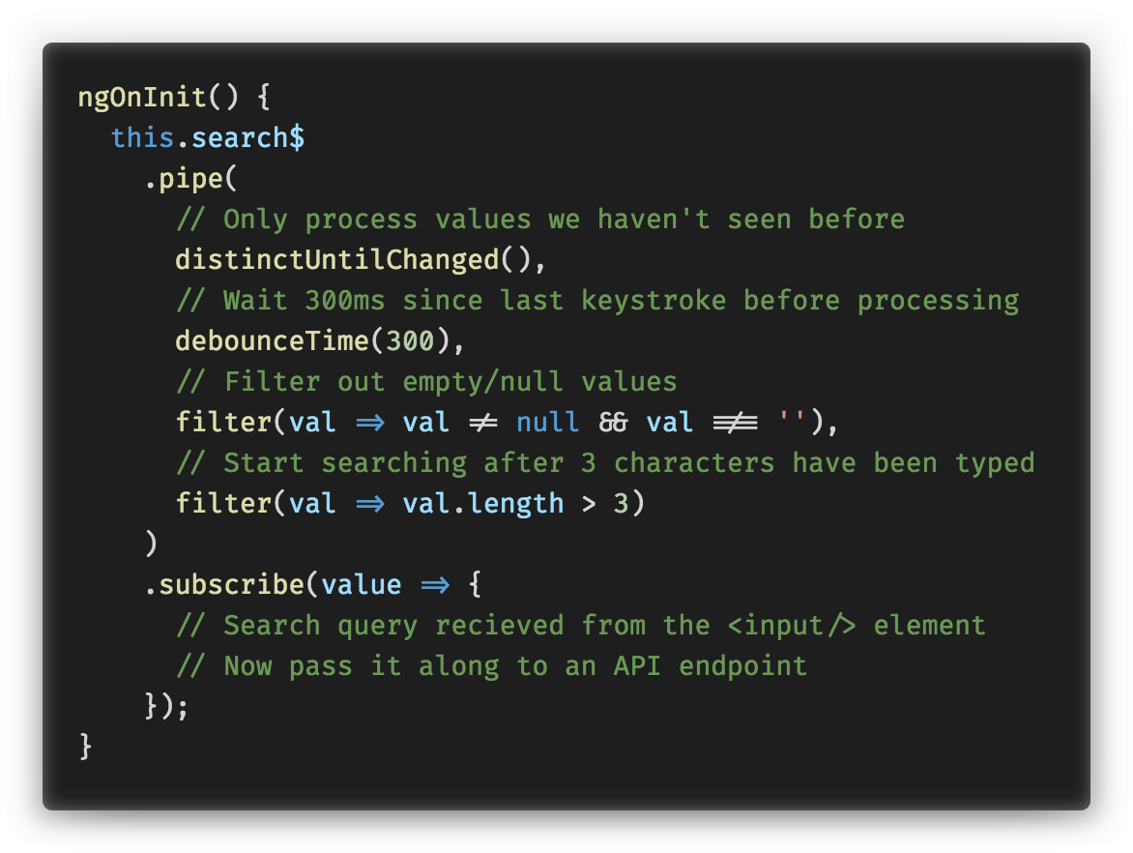 ngOnInit() {
  this.search$
    .pipe(
      // Only process values we haven't seen before
      distinctUntilChanged(),
      // Wait 300ms since last keystroke before processing
      debounceTime(300),
      // Filter out empty/null values
      filter(val => val != null && val !== ''),
      // Start searching after 3 characters have been typed
      filter(val => val.length > 3)
    )
    .subscribe(value => {
      // Search query recieved from the <input/> element
      // Now pass it along to an API endpoint
    });
}